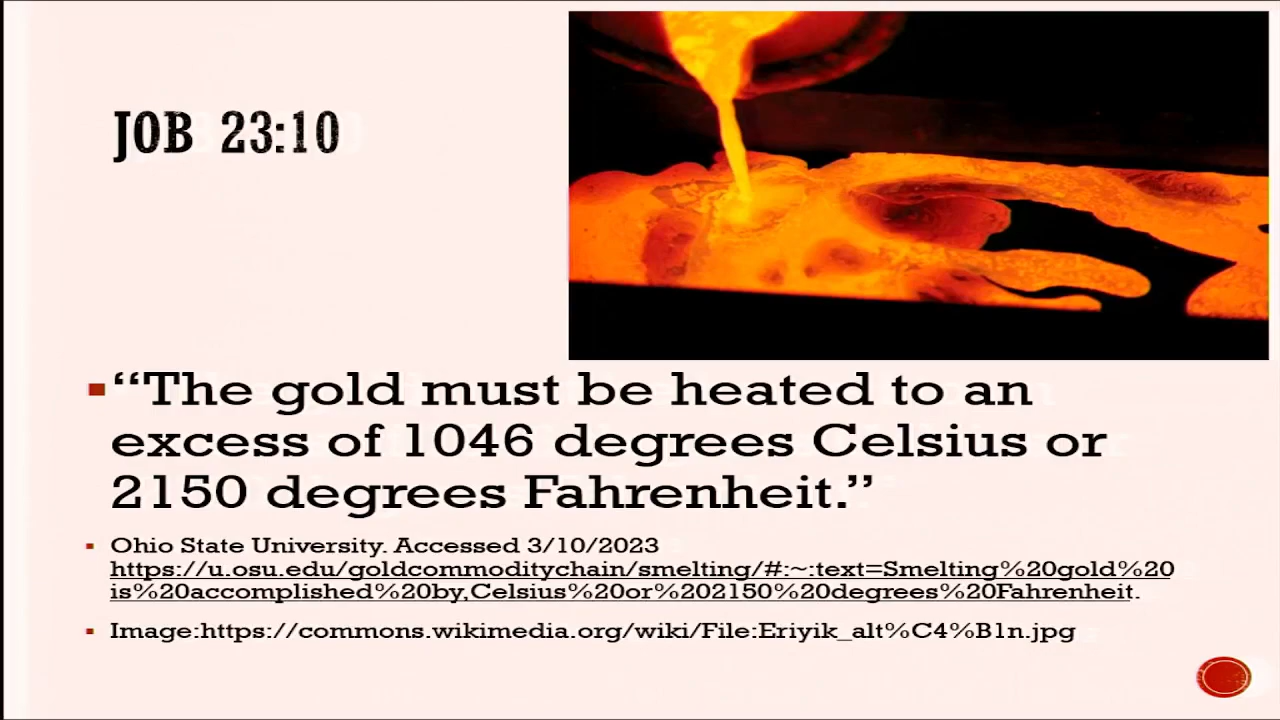 JOB 23:10
“The gold must be heated to an
excess of 1046 degrees Celsius or
2150 degrees Fahrenheit.”
Ohio State University. Accessed 3/10/2023
https://u.osu.edu/goldcommoditychain/smelting/#:~:text=Smelting%20gold%20
is%20accomplished%20by,Celsius%20or%202150%20degrees%20Fahrenheit.
Image:https://commons.wikimedia.org/wiki/File:Eriyik_alt%C4%B1n.jpg